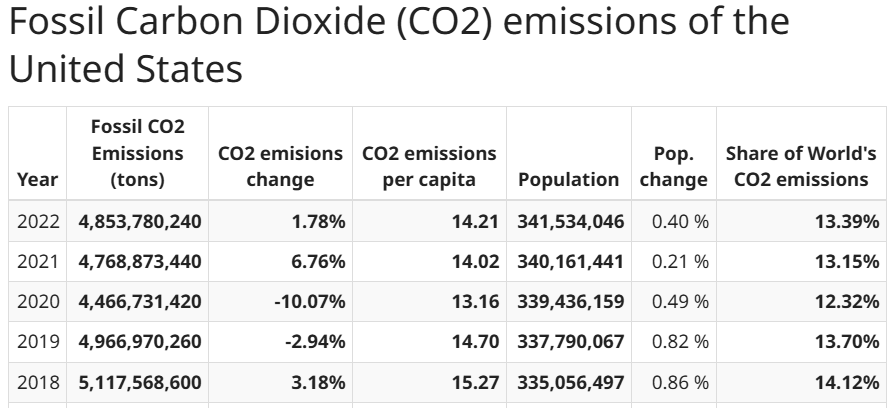 Fossil Carbon Dioxide (CO2) emissions of the
United States
Year Fossil CO2 Emissions (tons) CO2 emisions change CO2 emissions per capita Population Pop. change Share of World's CO2 emissions
2022 4,853,780,240 1.78% 14.21 341,534,046 0.40 % 13.39%
2021 4,768,873,440 6.76% 14.02 340,161,441 0.21 % 13.15%
2020 4,466,731,420 -10.07% 13.16 339,436,159 0.49 % 12.32%
2019 4,966,970,260 -2.94% 14.70 337,790,067 0.82 % 13.70%
2018 5,117,568,600 3.18% 15.27 335,056,497 0.86 % 14.12%